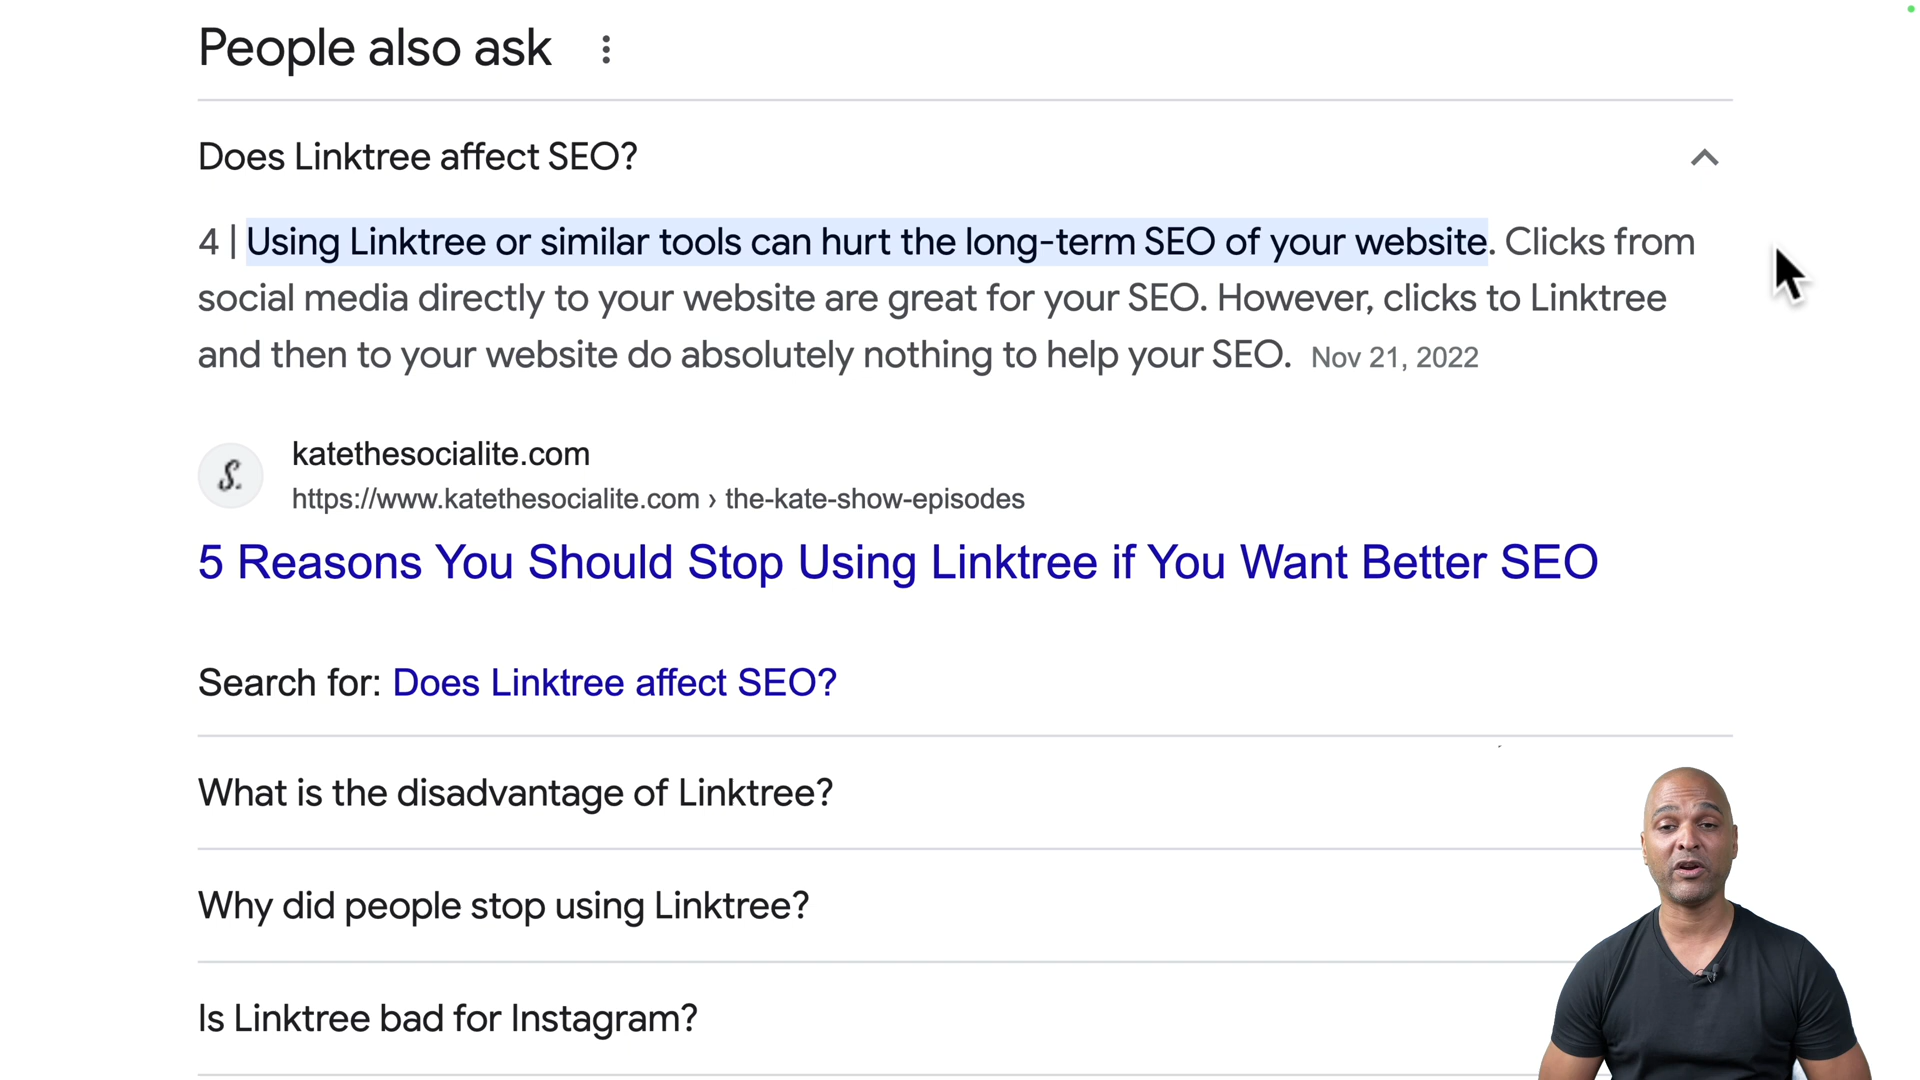 People also ask
Does Linktree affect SEO?
4 | Using Linktree or similar tools can hurt the long-term SEO of your website. Clicks from
social media directly to your website are great for your SEO. However, clicks to Linktree
and then to your website do absolutely nothing to help your SEO. Nov 21, 2022
S.
katethesocialite.com
https://www.katethesocialite.com › the-kate-show-episodes
5 Reasons You Should Stop Using Linktree if You Want Better SEO
Search for: Does Linktree affect SEO?
What is the disadvantage of Linktree?
Why did people stop using Linktree?
Is Linktree bad for Instagram?